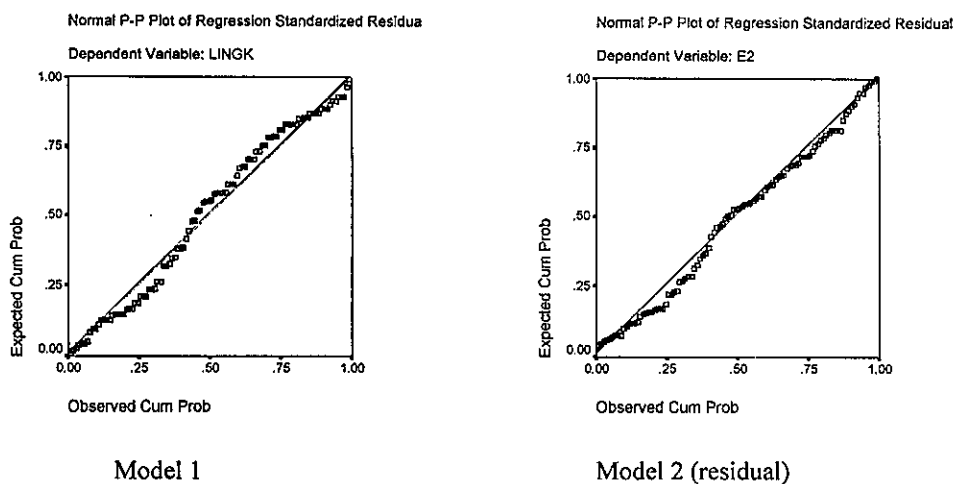 Normal P-P Plot of Regression Standardized Residua
Dependent Variable: LINGK
1.00
.75
.50
.25
0.00
Expected Cum Prob
0.00
.25
.50
.75
1.00
Observed Cum Prob
Model 1
Normal P-P Plot of Regression Standardized Residual
Dependent Variable: E2
1.00
.75
.50
.25
0.00
Expected Cum Prob
0.00
.25
.50
.75
1.00
Observed Cum Prob
Model 2 (residual)